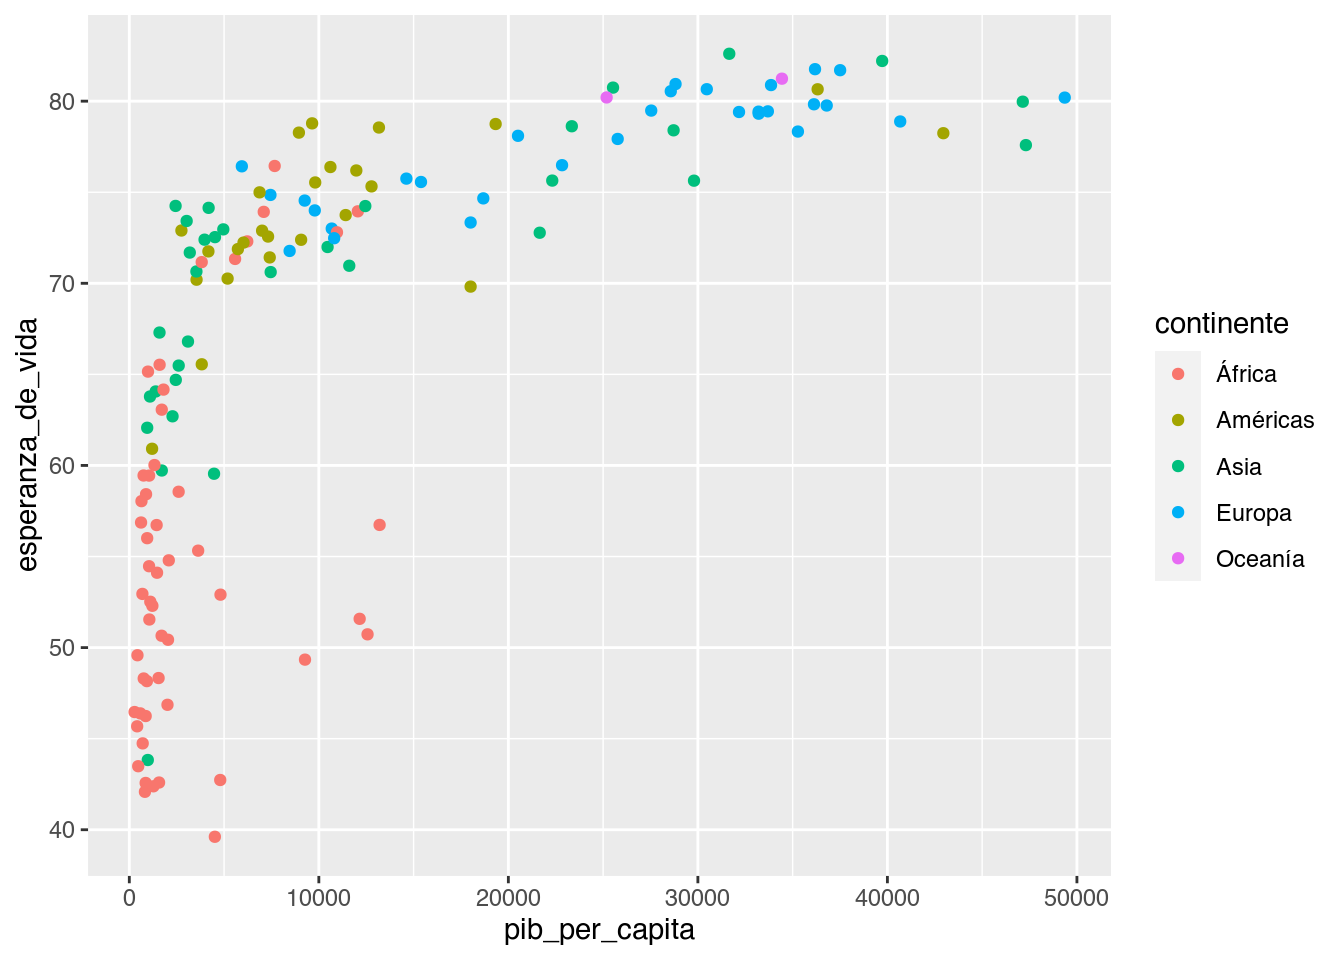 80
70
60
50
40
esperanza_de_vida
0 10000 20000 30000 40000 50000
pib_per_capita
continente
África
Américas
Asia
Europa
Oceanía